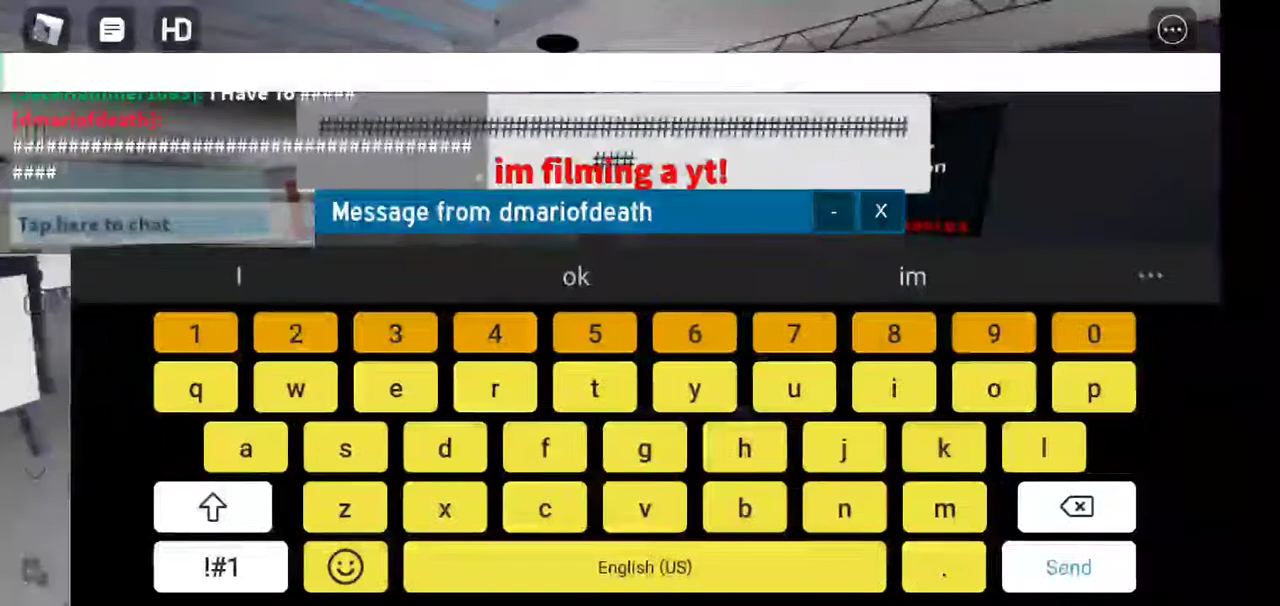 HD
I Have To #####
[dmariofdeath]:
####
im filming a yt!
Tap here to chat
Message from dmariofdeath
- X
I ok im ...
1 2 3 4 5 6 7 8 9 0
q w e r t y u i o p
a s d f g h j k l
z x c v b n m
!#1 English (US) . Send